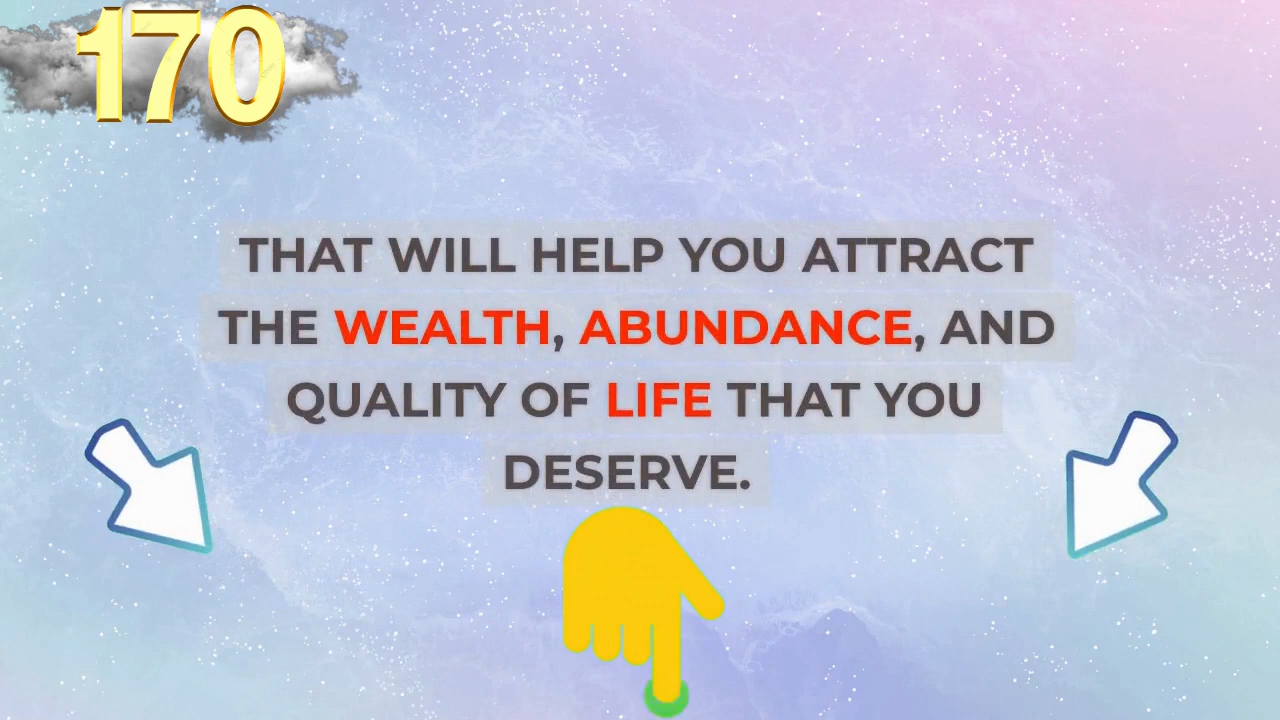 170
THAT WILL HELP YOU ATTRACT
THE WEALTH, ABUNDANCE, AND
QUALITY OF LIFE THAT YOU
DESERVE.